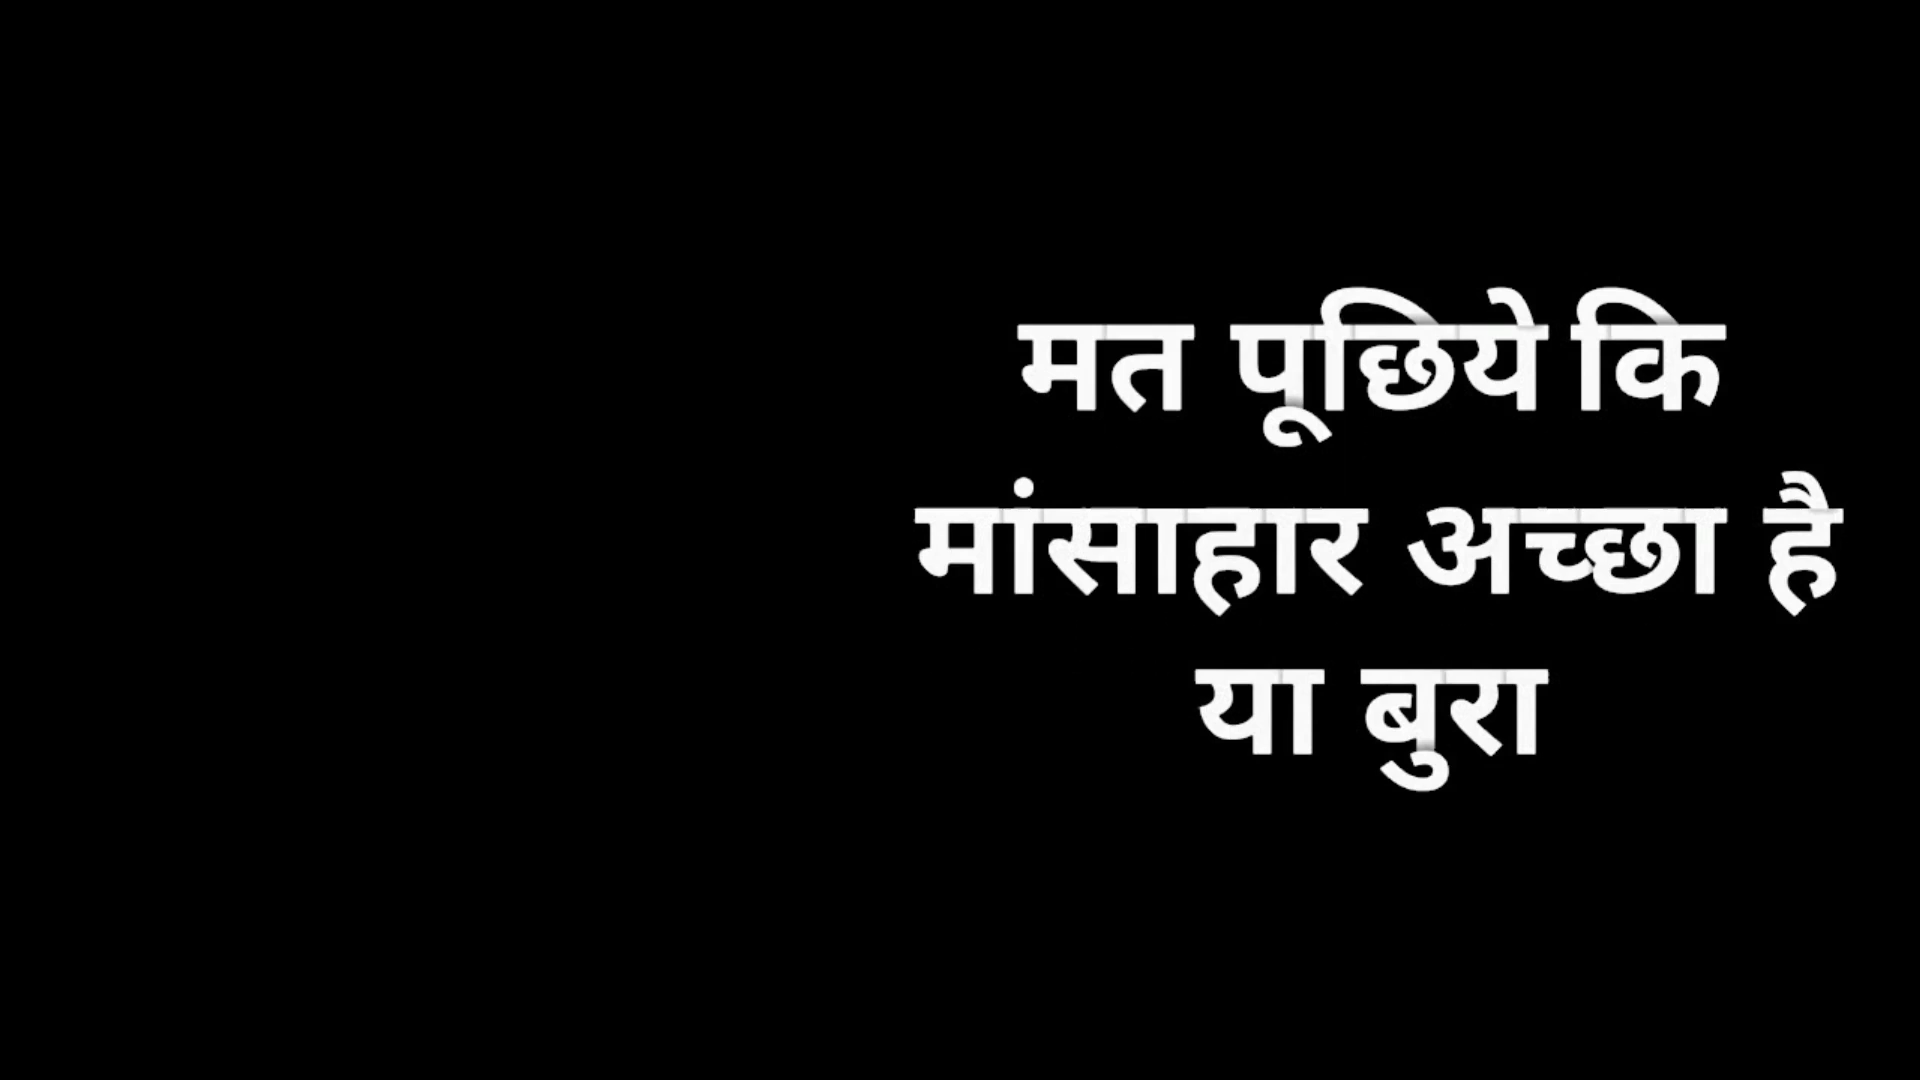 मत पूछिये कि
मांसाहार अच्छा है
या बुरा